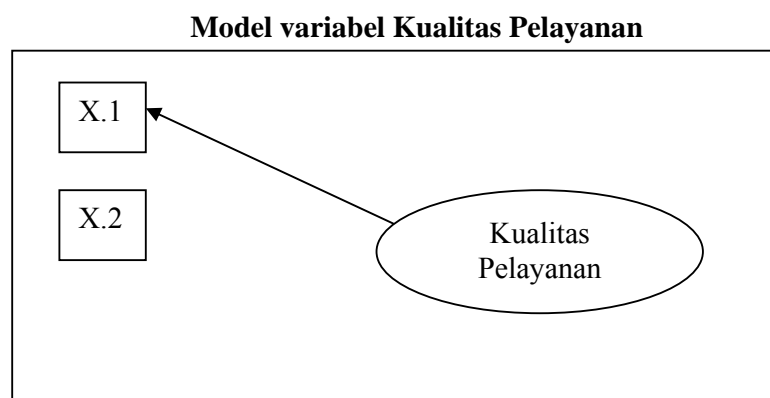 Model variabel Kualitas Pelayanan
X.1
X.2
Kualitas
Pelayanan